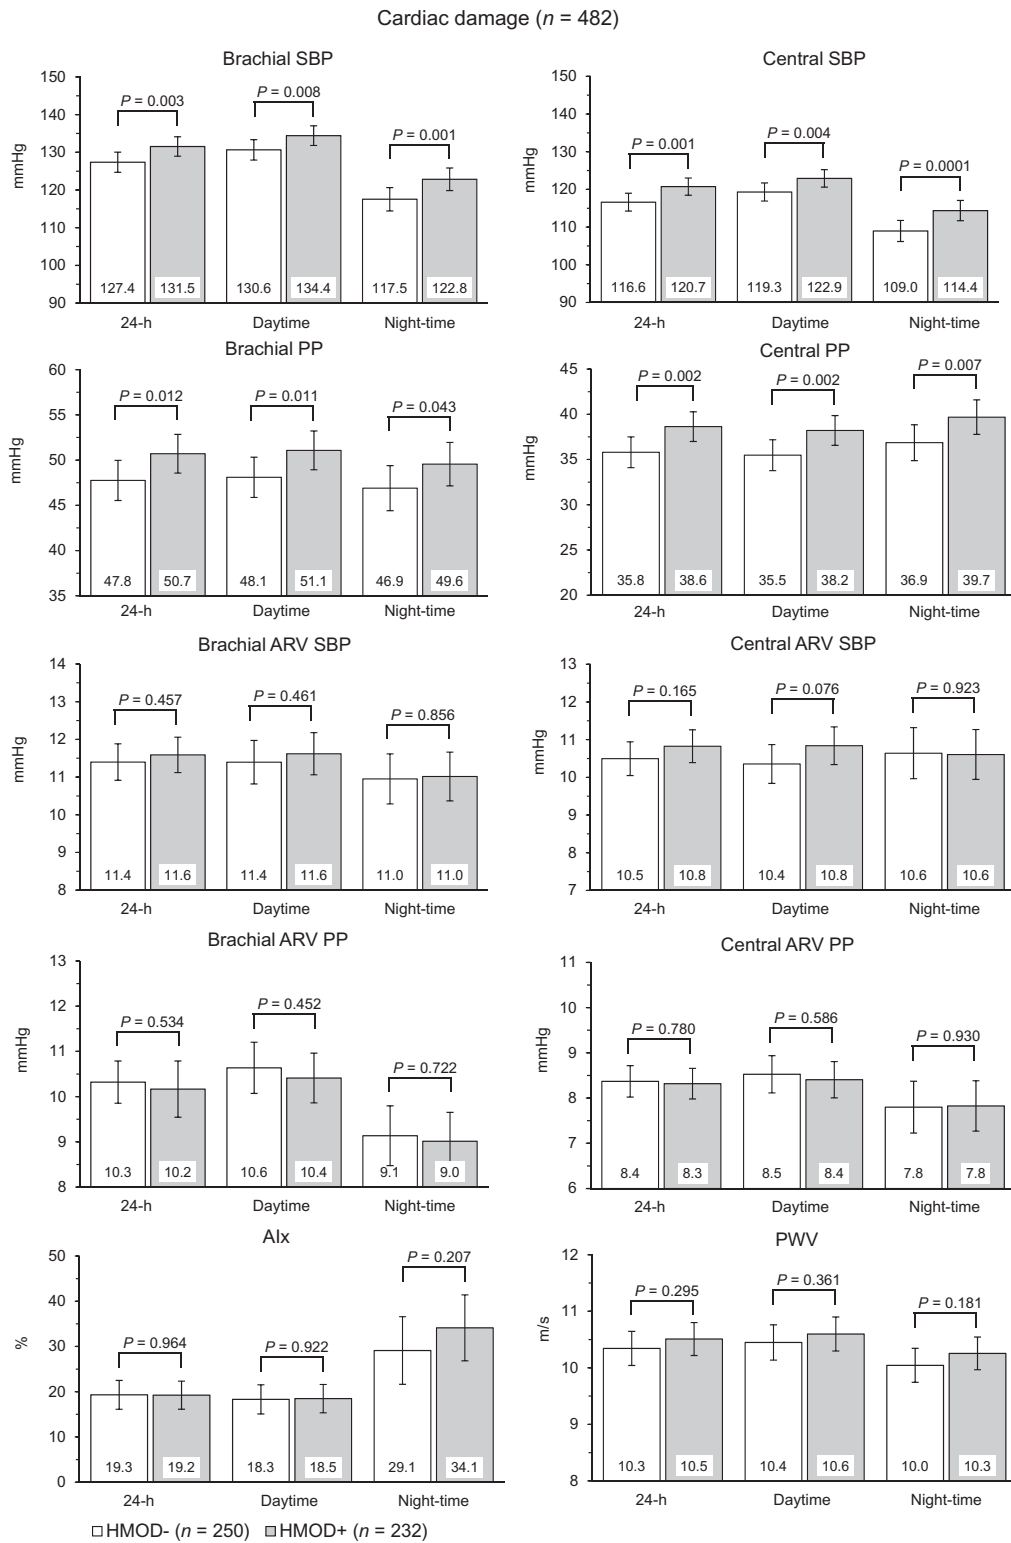 Cardiac damage (n = 482)
Brachial SBP
150
140
130
120
110
100
90
mmHg
P = 0.003
P = 0.008
P = 0.001
127.4 131.5 130.6 134.4 117.5 122.8
24-h Daytime Night-time
Central SBP
150
140
130
120
110
100
90
mmHg
P = 0.001
P = 0.004
P = 0.0001
116.6 120.7 119.3 122.9 109.0 114.4
24-h Daytime Night-time
Brachial PP
60
55
50
45
40
35
mmHg
P = 0.012
P = 0.011
P = 0.043
47.8 50.7 48.1 51.1 46.9 49.6
24-h Daytime Night-time
Central PP
45
40
35
30
25
20
mmHg
P = 0.002
P = 0.002
P = 0.007
35.8 38.6 35.5 38.2 36.9 39.7
24-h Daytime Night-time
Brachial ARV SBP
14
13
12
11
10
9
8
mmHg
P = 0.457
P = 0.461
P = 0.856
11.4 11.6 11.4 11.6 11.0 11.0
24-h Daytime Night-time
Central ARV SBP
13
12
11
10
9
8
7
mmHg
P = 0.165
P = 0.076
P = 0.923
10.5 10.8 10.4 10.8 10.6 10.6
24-h Daytime Night-time
Brachial ARV PP
13
12
11
10
9
8
mmHg
P = 0.534
P = 0.452
P = 0.722
10.3 10.2 10.6 10.4 9.1 9.0
24-h Daytime Night-time
Central ARV PP
11
10
9
8
7
6
mmHg
P = 0.780
P = 0.586
P = 0.930
8.4 8.3 8.5 8.4 7.8 7.8
24-h Daytime Night-time
AIx
50
40
30
20
10
0
%
P = 0.964
P = 0.922
P = 0.207
19.3 19.2 18.3 18.5 29.1 34.1
24-h Daytime Night-time
PWV
12
11
10
9
8
m/s
P = 0.295
P = 0.361
P = 0.181
10.3 10.5 10.4 10.6 10.0 10.3
24-h Daytime Night-time
HMOD- (n = 250) HMOD+ (n = 232)